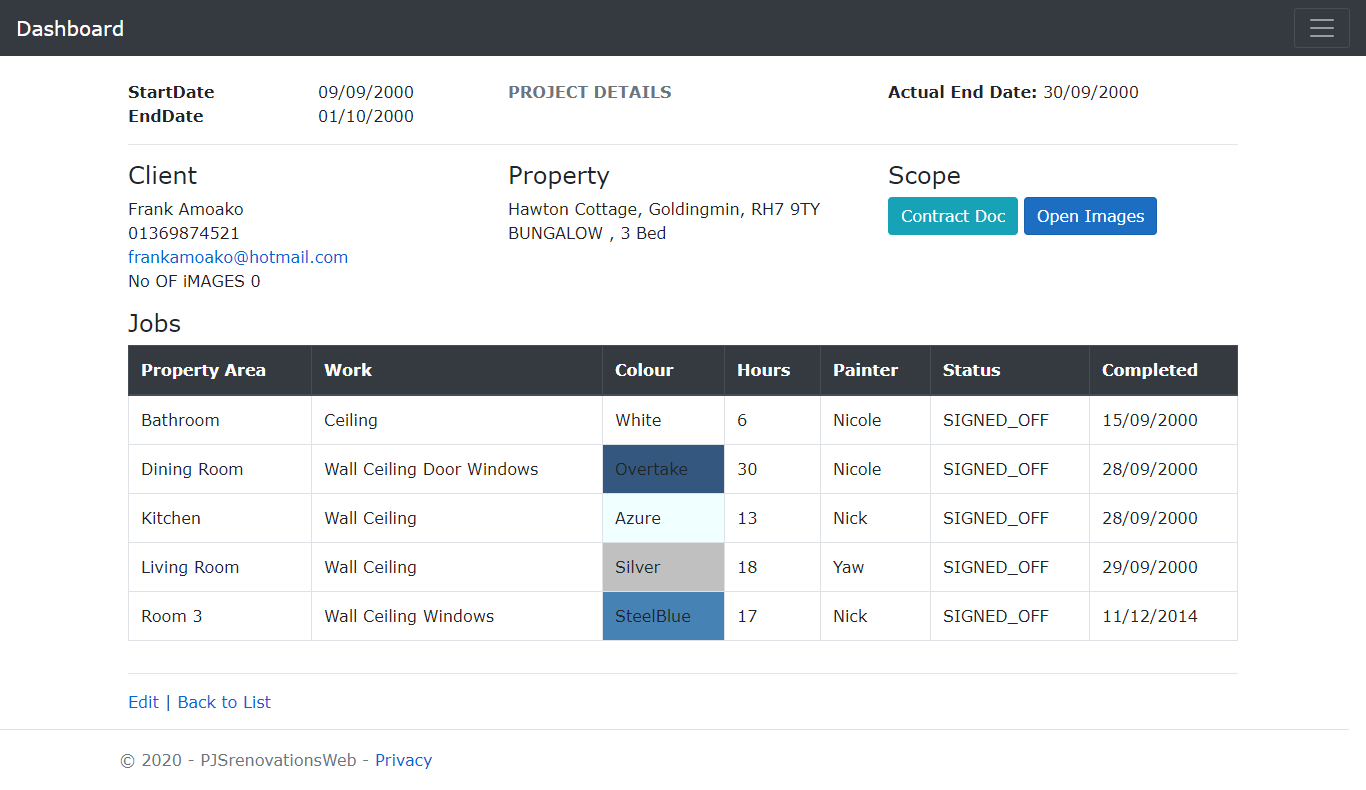 Dashboard
StartDate 09/09/2000 PROJECT DETAILS Actual End Date: 30/09/2000
EndDate 01/10/2000
Client Property Scope
Frank Amoako Hawton Cottage, Goldingmin, RH7 9TY Contract Doc Open Images
01369874521 BUNGALOW , 3 Bed
frankamoako@hotmail.com
No OF iMAGES 0
Jobs
Property Area Work Colour Hours Painter Status Completed
Bathroom Ceiling White 6 Nicole SIGNED_OFF 15/09/2000
Dining Room Wall Ceiling Door Windows Overtake 30 Nicole SIGNED_OFF 28/09/2000
Kitchen Wall Ceiling Azure 13 Nick SIGNED_OFF 28/09/2000
Living Room Wall Ceiling Silver 18 Yaw SIGNED_OFF 29/09/2000
Room 3 Wall Ceiling Windows SteelBlue 17 Nick SIGNED_OFF 11/12/2014
Edit | Back to List
© 2020 - PJSrenovationsWeb - Privacy